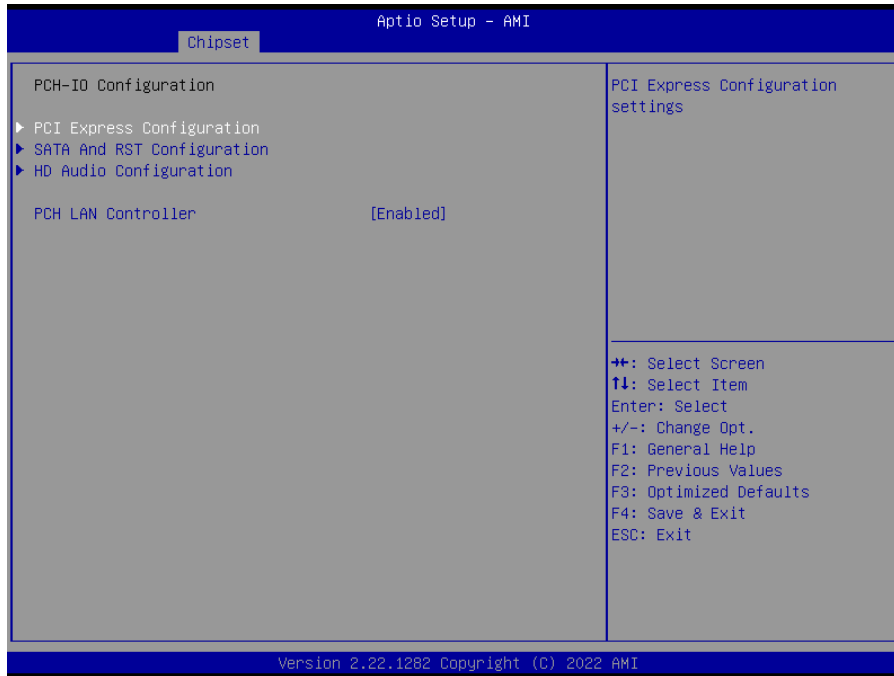 Aptio Setup – AMI
Chipset
PCH-IO Configuration
▶ PCI Express Configuration
▶ SATA And RST Configuration
▶ HD Audio Configuration
PCH LAN Controller [Enabled]
PCI Express Configuration
settings
→←: Select Screen
↑↓: Select Item
Enter: Select
+/-: Change Opt.
F1: General Help
F2: Previous Values
F3: Optimized Defaults
F4: Save & Exit
ESC: Exit
Version 2.22.1282 Copyright (C) 2022 AMI